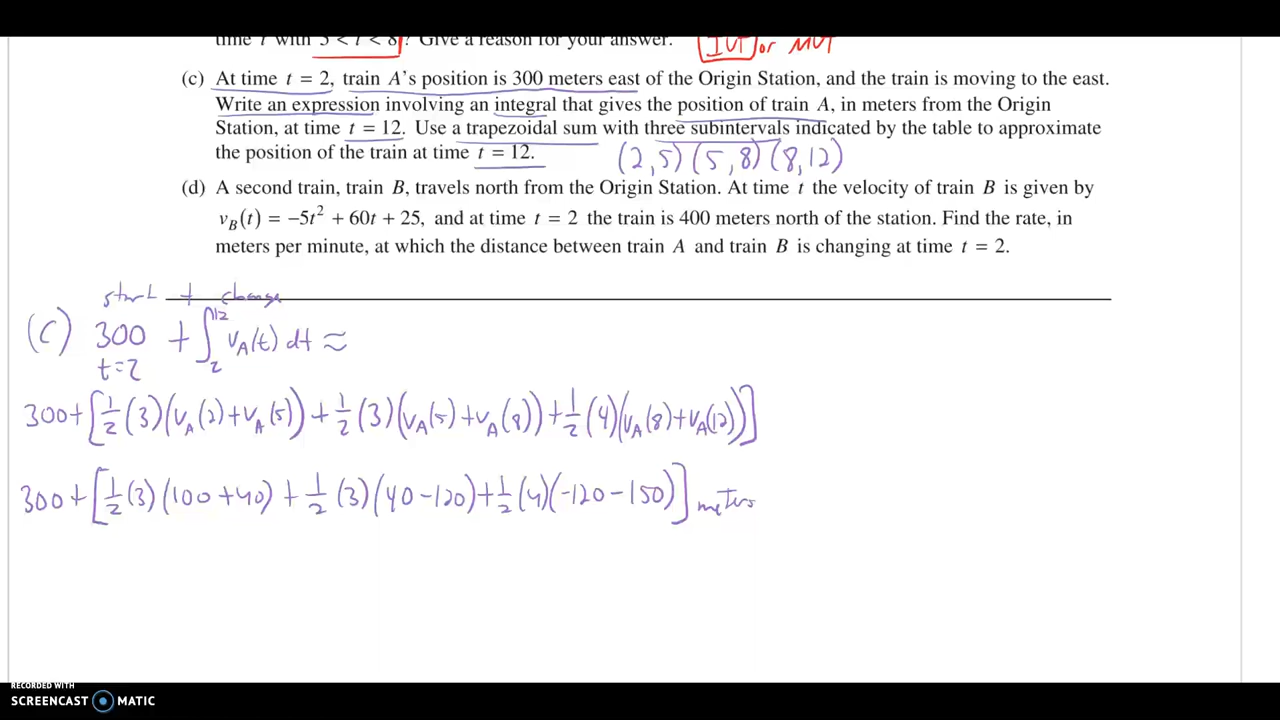 time t with 5 < t < 8? Give a reason for your answer. IVT or MVT
(c) At time t = 2, train A's position is 300 meters east of the Origin Station, and the train is moving to the east.
Write an expression involving an integral that gives the position of train A, in meters from the Origin
Station, at time t = 12. Use a trapezoidal sum with three subintervals indicated by the table to approximate
the position of the train at time t = 12. (2,5) (5,8) (8,12)
(d) A second train, train B, travels north from the Origin Station. At time t the velocity of train B is given by
v_B(t) = −5t² + 60t + 25, and at time t = 2 the train is 400 meters north of the station. Find the rate, in
meters per minute, at which the distance between train A and train B is changing at time t = 2.
start + change
(C) 300 + ∫₂¹² v_A(t) dt ≈
t=2
300+[½(3)(v_A(2)+v_A(5))+½(3)(v_A(5)+v_A(8))+½(4)(v_A(8)+v_A(12))]
300+[½(3)(100+40)+½(3)(40−120)+½(4)(−120−150)] meters
RECORDED WITH
SCREENCAST MATIC